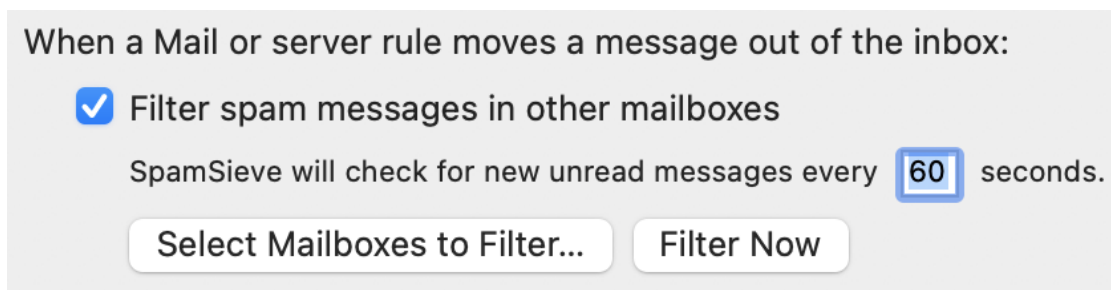 When a Mail or server rule moves a message out of the inbox:
Filter spam messages in other mailboxes
SpamSieve will check for new unread messages every 60 seconds.
Select Mailboxes to Filter... Filter Now